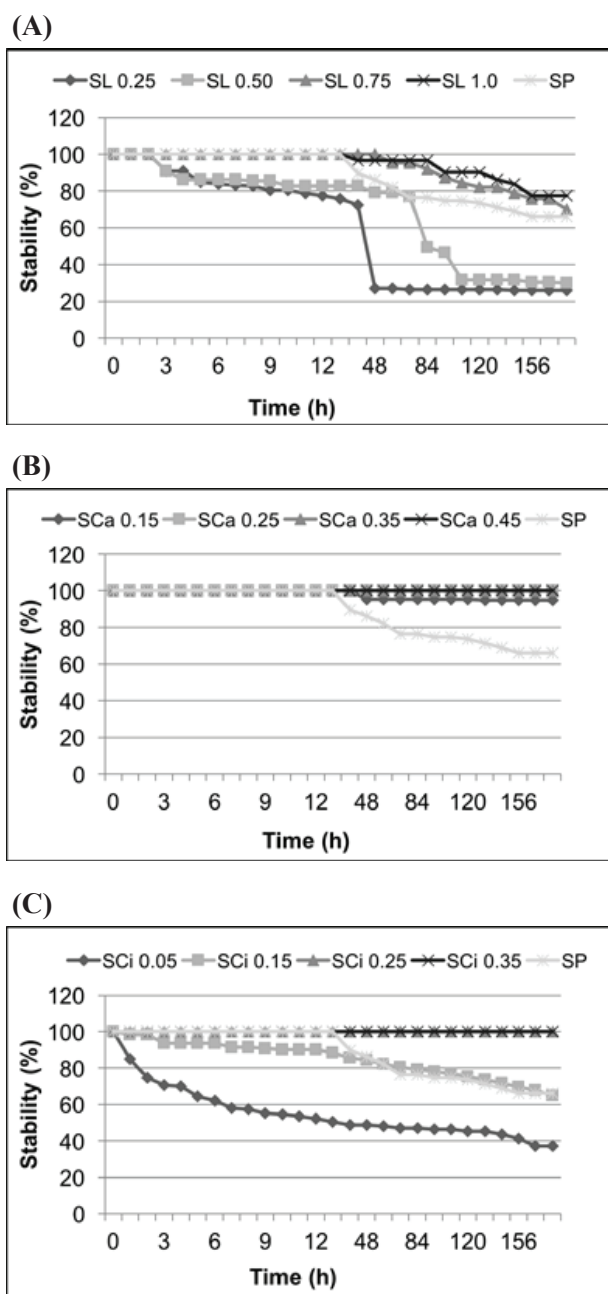 (A)
SL 0.25 SL 0.50 SL 0.75 SL 1.0 SP
120
100
80
60
40
20
0
Stability (%)
0 3 6 9 12 48 84 120 156
Time (h)
(B)
SCa 0.15 SCa 0.25 SCa 0.35 SCa 0.45 SP
120
100
80
60
40
20
0
Stability (%)
0 3 6 9 12 48 84 120 156
Time (h)
(C)
SCi 0.05 SCi 0.15 SCi 0.25 SCi 0.35 SP
120
100
80
60
40
20
0
Stability (%)
0 3 6 9 12 48 84 120 156
Time (h)